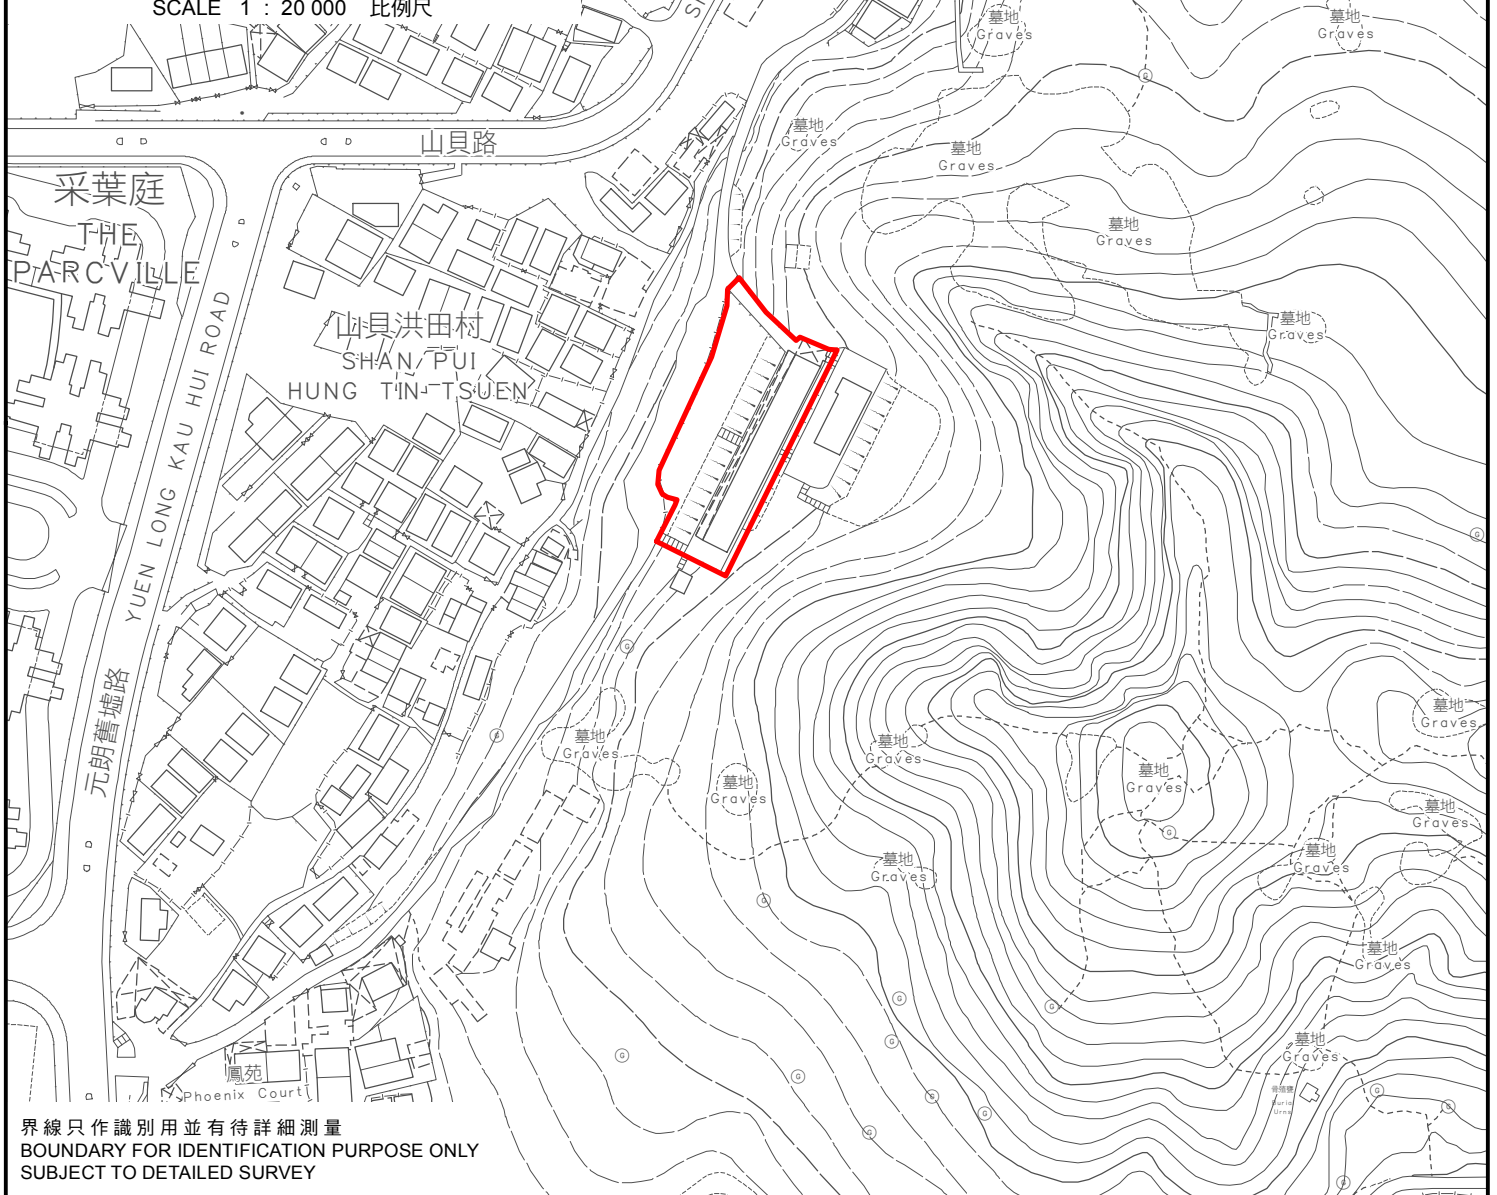 SCALE 1 : 20 000 比例尺
墓地
Graves
墓地
Graves
墓地
Graves
墓地
Graves
山貝路
采葉庭
THE
PARCVILLE
墓地
Graves
墓地
Graves
山貝洪田村
SHAN PUI
HUNG TIN TSUEN
YUEN LONG KAU HUI ROAD
元朗舊墟路
墓地
Graves
墓地
Graves
墓地
Graves
墓地
Graves
墓地
Graves
墓地
Graves
墓地
Graves
墓地
Graves
墓地
Graves
墓地
Graves
鳳苑
Phoenix Court
Urns
界線只作識別用並有待詳細測量
BOUNDARY FOR IDENTIFICATION PURPOSE ONLY
SUBJECT TO DETAILED SURVEY